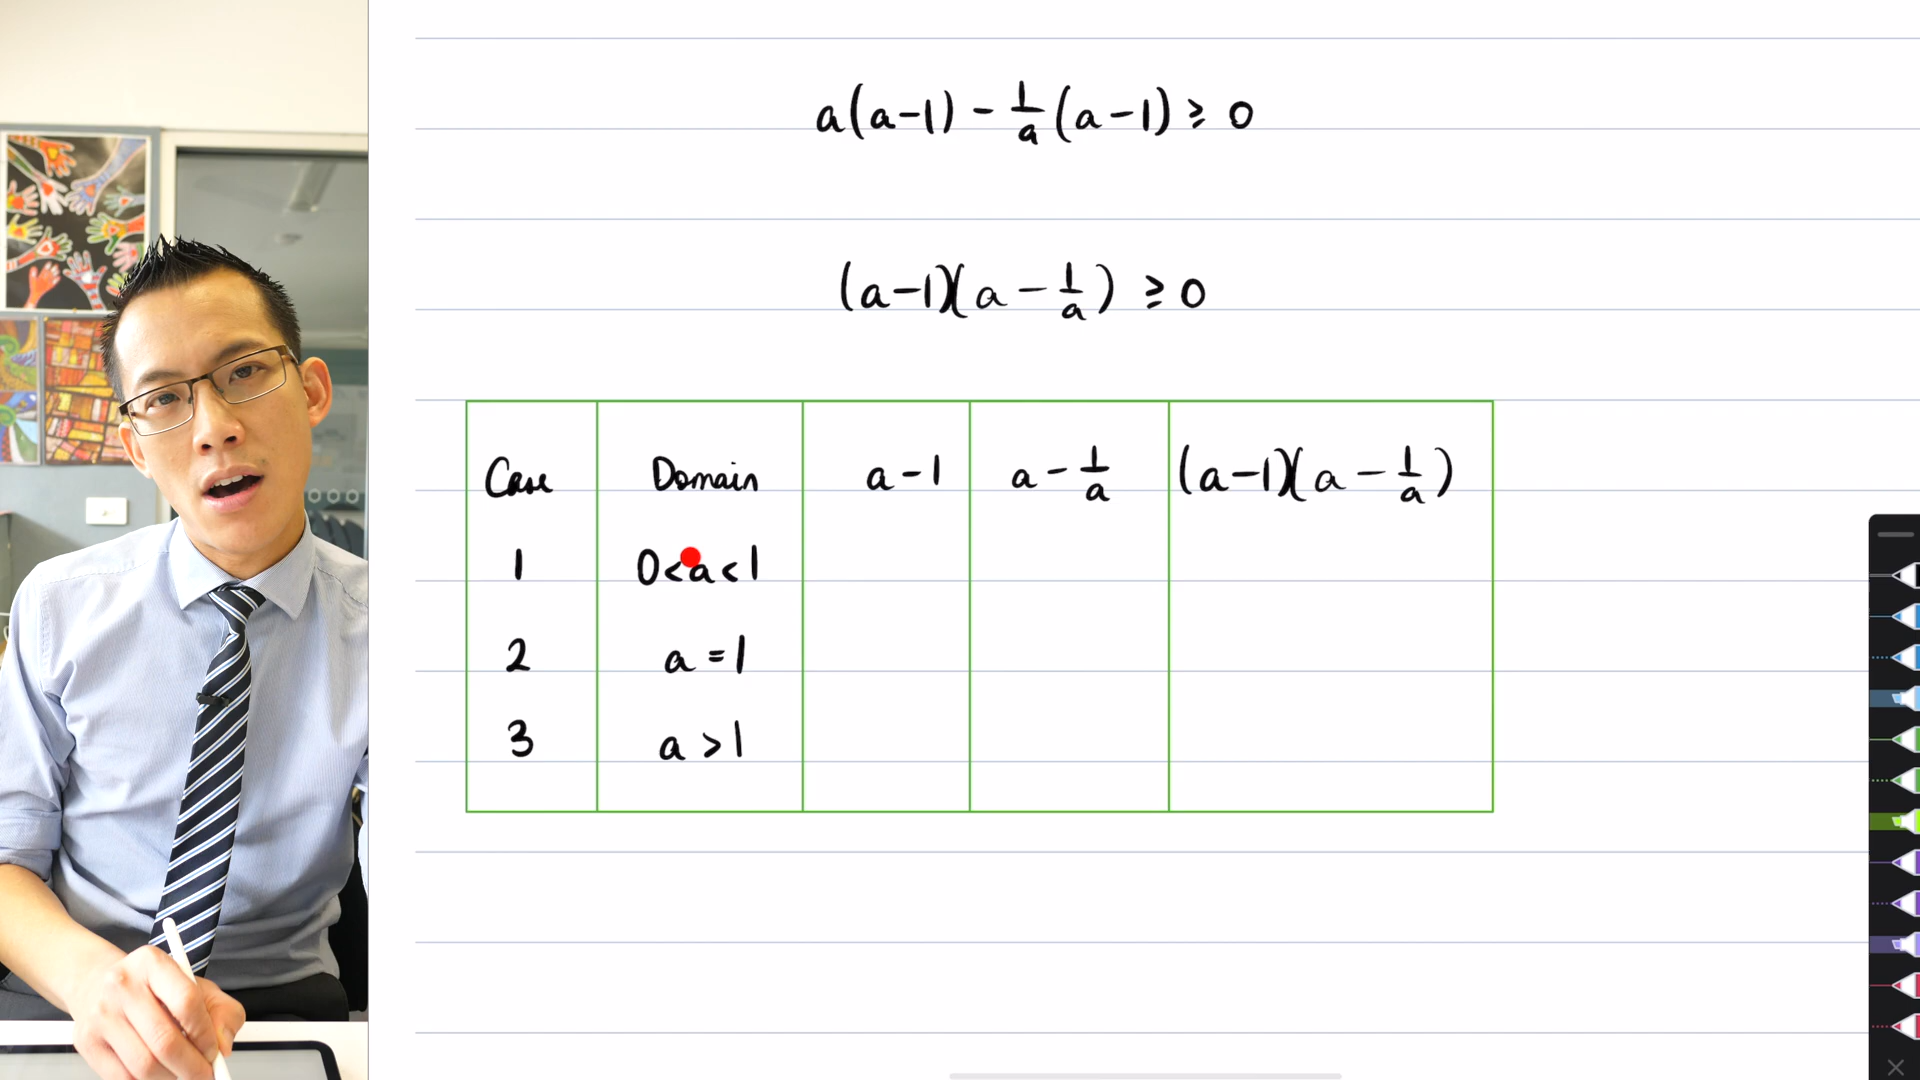 a(a-1) - 1/a (a-1) ≥ 0
(a-1)(a - 1/a) ≥ 0
Case Domain a-1 a - 1/a (a-1)(a - 1/a)
1 0<a<1
2 a=1
3 a>1